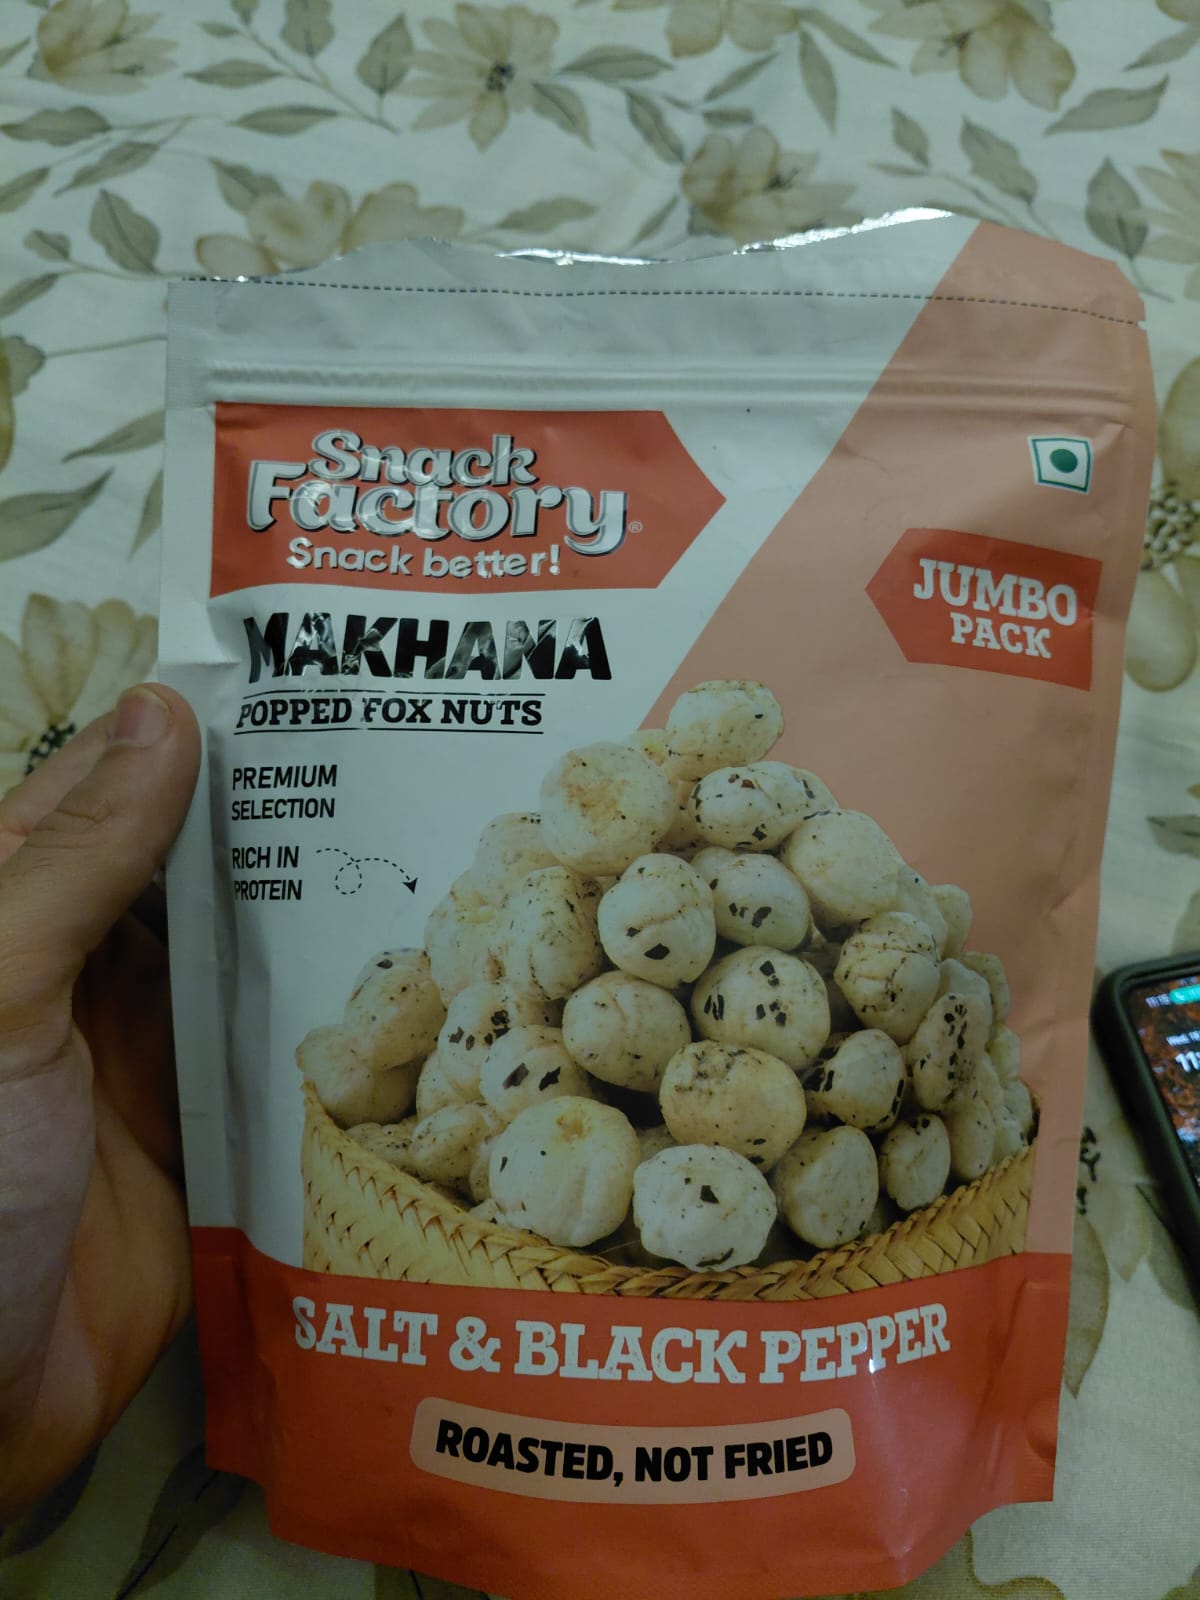 Snack
Factory®
Snack better!
JUMBO
PACK
MAKHANA
POPPED FOX NUTS
PREMIUM
SELECTION
RICH IN
PROTEIN
SALT & BLACK PEPPER
ROASTED, NOT FRIED